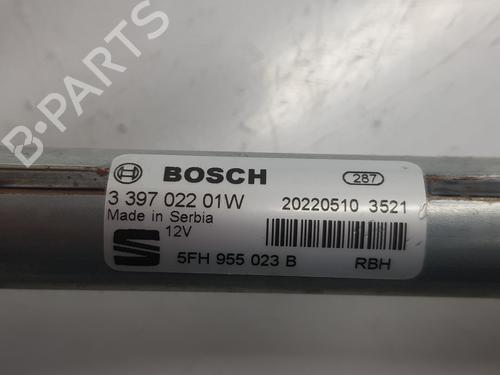 B-PARTS
BOSCH 287
3 397 022 01W 20220510 3521
Made in Serbia
12V
5FH 955 023 B RBH